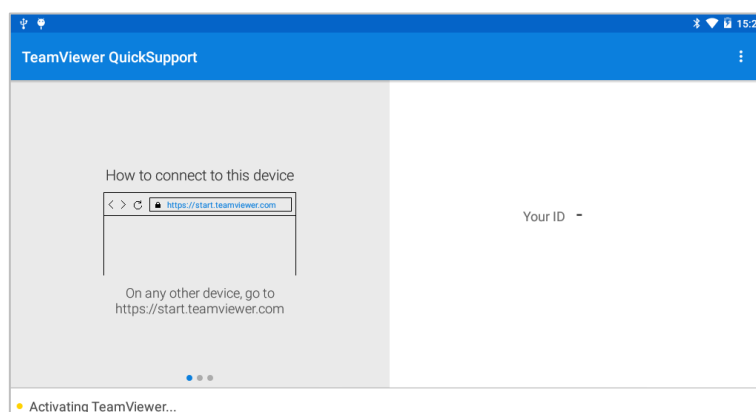 15:2
TeamViewer QuickSupport
How to connect to this device
https://start.teamviewer.com
On any other device, go to
https://start.teamviewer.com
Your ID -
Activating TeamViewer...